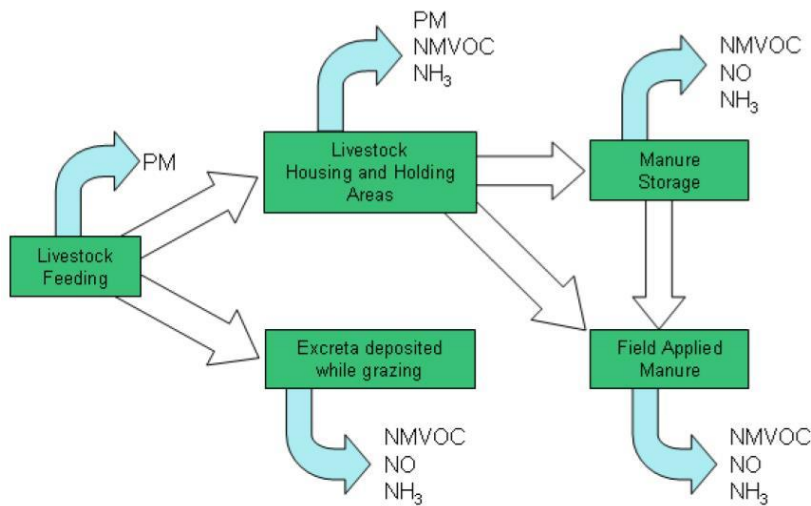 PM
NMVOC
NH₃
NMVOC
NO
NH₃
PM
Livestock
Housing and Holding
Areas
Manure
Storage
Livestock
Feeding
Excreta deposited
while grazing
Field Applied
Manure
NMVOC
NO
NH₃
NMVOC
NO
NH₃